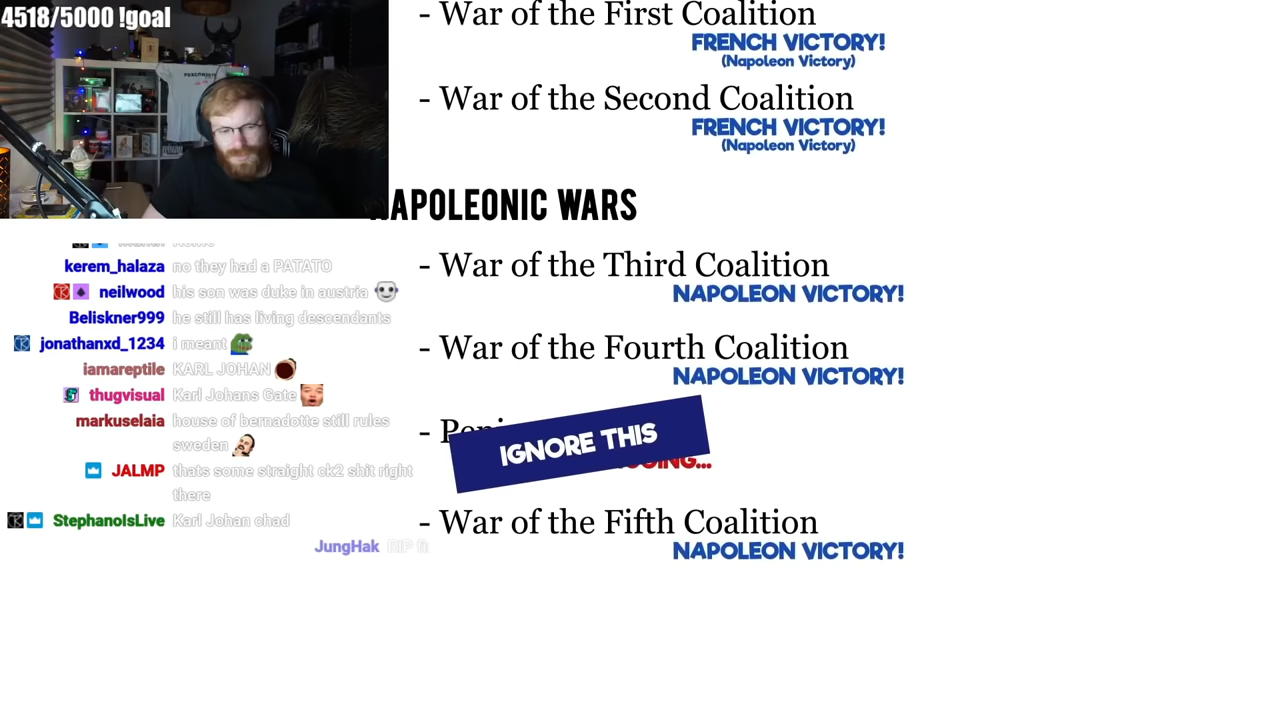 4518/5000 !goal
- War of the First Coalition
FRENCH VICTORY!
(Napoleon Victory)
- War of the Second Coalition
FRENCH VICTORY!
(Napoleon Victory)
NAPOLEONIC WARS
- War of the Third Coalition
NAPOLEON VICTORY!
- War of the Fourth Coalition
NAPOLEON VICTORY!
IGNORE THIS
- War of the Fifth Coalition
NAPOLEON VICTORY!
kerem_halaza no they had a PATATO
neilwood his son was duke in austria
Beliskner999 he still has living descendants
jonathanxd_1234 i meant
iamareptile KARL JOHAN
thugvisual Karl Johans Gate
markuselaia house of bernadotte still rules
sweden
JALMP thats some straight ck2 shit right
there
StephanoIsLive Karl Johan chad
JungHak RIP